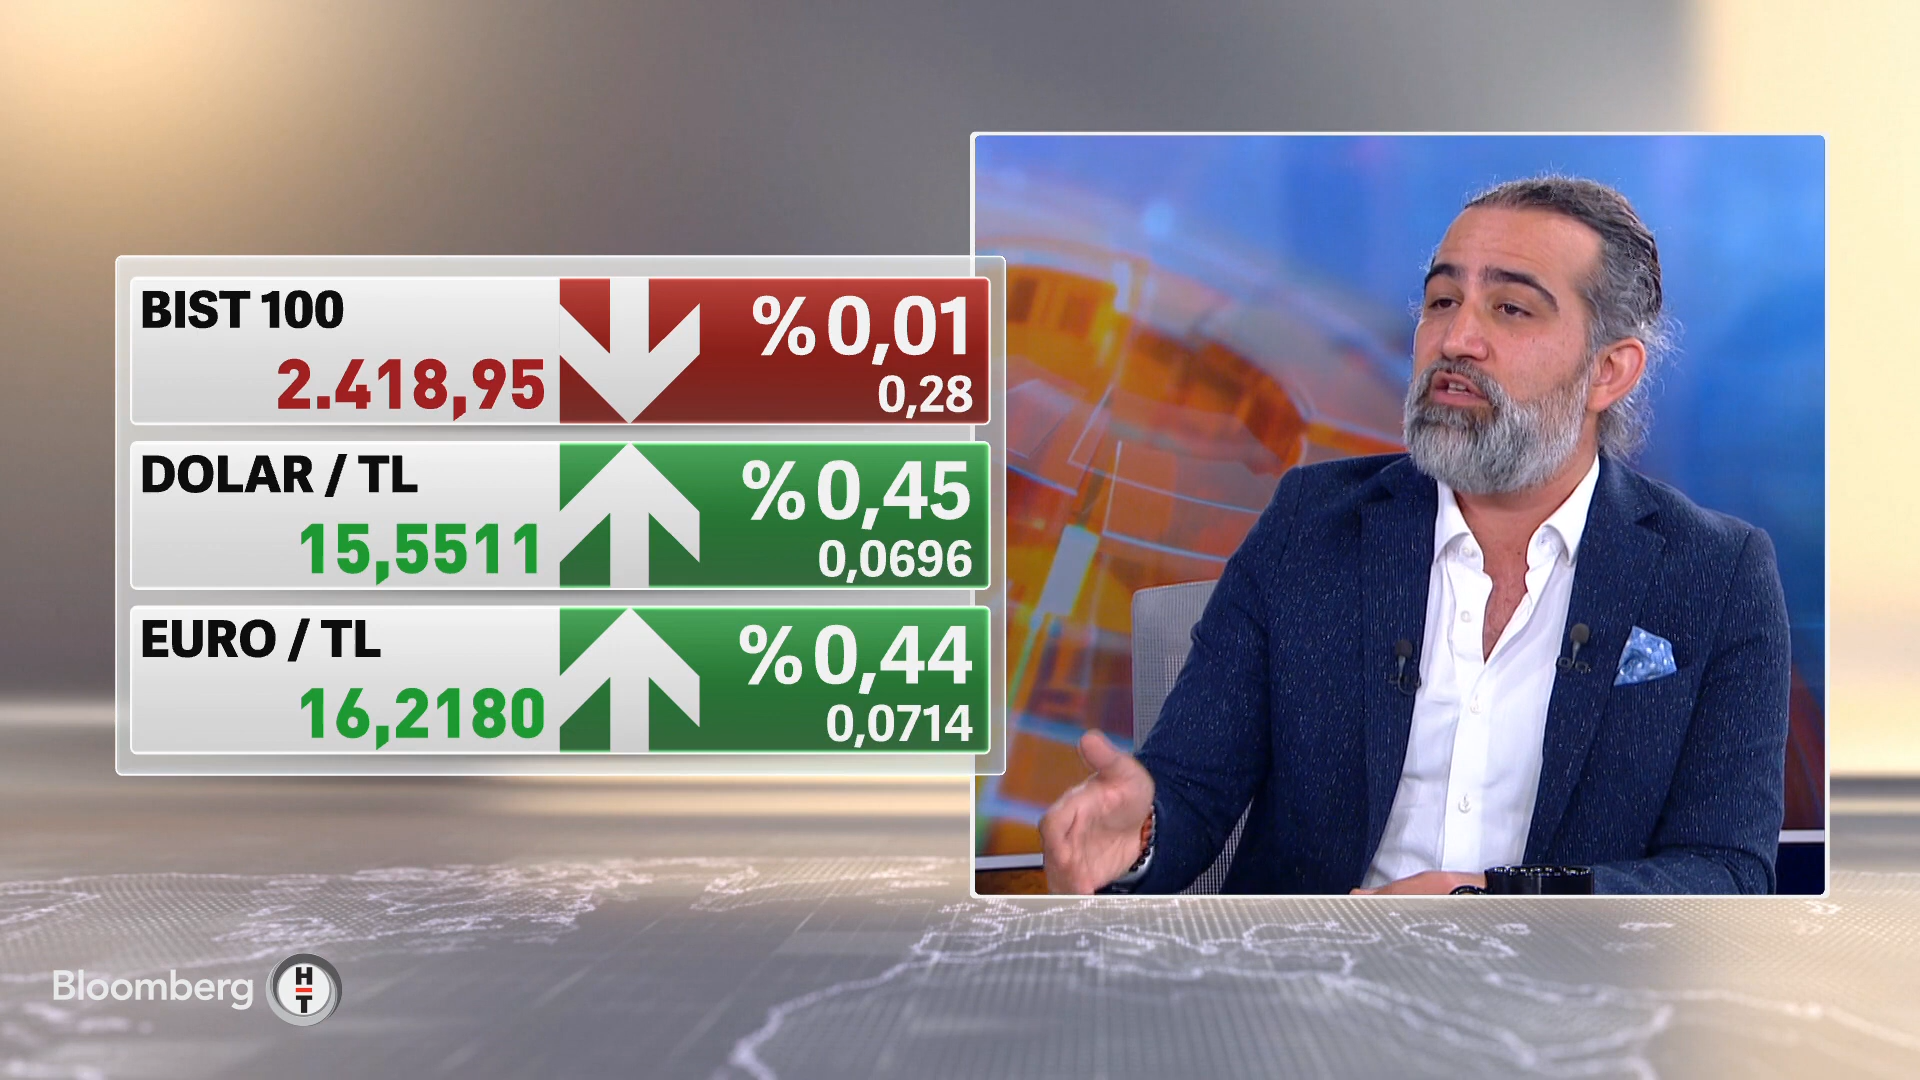 BIST 100
2.418,95
%0,01
0,28
DOLAR / TL
15,5511
%0,45
0,0696
EURO / TL
16,2180
%0,44
0,0714
Bloomberg HT